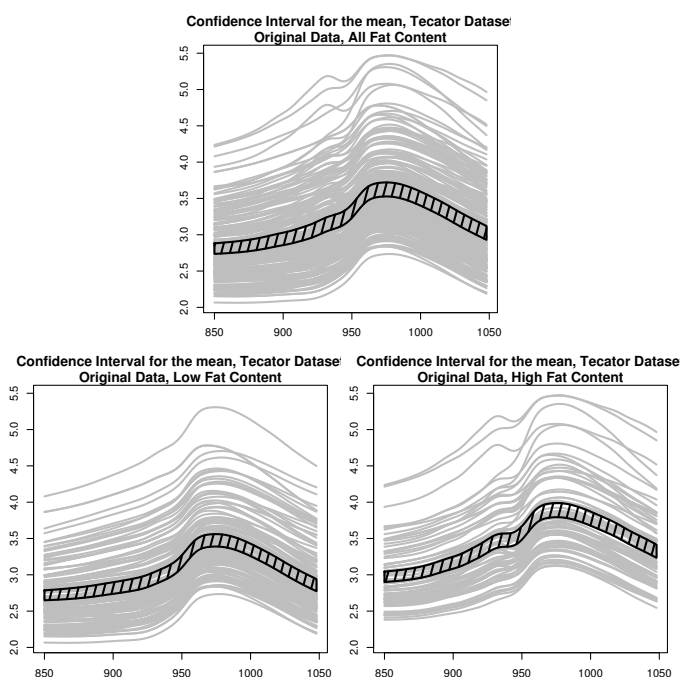 Confidence Interval for the mean, Tecator Dataset
Original Data, All Fat Content
5.5
5.0
4.5
4.0
3.5
3.0
2.5
2.0
850 900 950 1000 1050
Confidence Interval for the mean, Tecator Dataset
Original Data, Low Fat Content
5.5
5.0
4.5
4.0
3.5
3.0
2.5
2.0
850 900 950 1000 1050
Confidence Interval for the mean, Tecator Datase
Original Data, High Fat Content
5.5
5.0
4.5
4.0
3.5
3.0
2.5
2.0
850 900 950 1000 1050